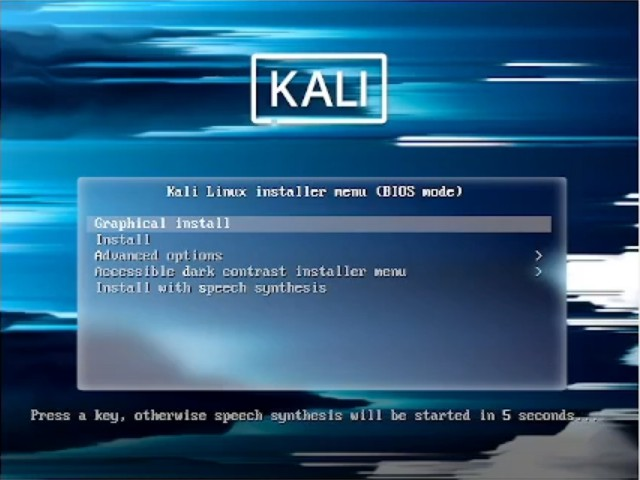 KALI
Kali Linux installer menu (BIOS mode)
Graphical install
Install
Advanced options >
Accessible dark contrast installer menu >
Install with speech synthesis
Press a key, otherwise speech synthesis will be started in 5 seconds...